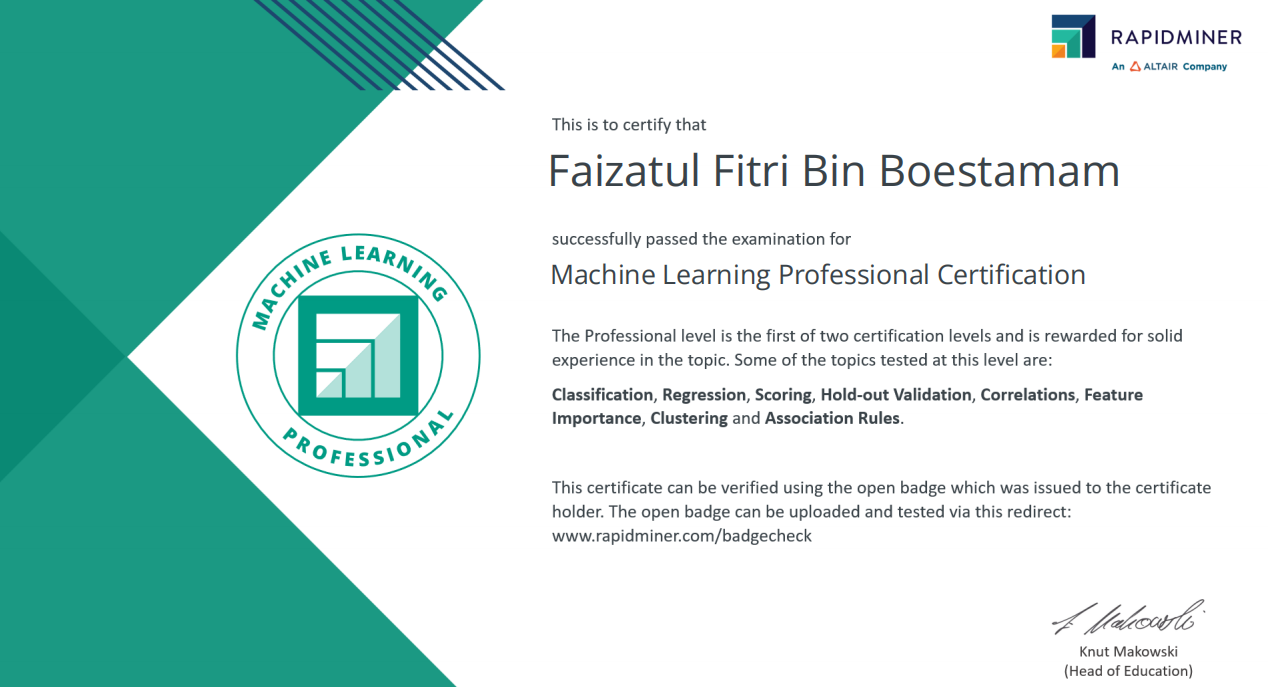 RAPIDMINER
An ALTAIR Company
This is to certify that
Faizatul Fitri Bin Boestamam
successfully passed the examination for
Machine Learning Professional Certification
MACHINE LEARNING
PROFESSIONAL
The Professional level is the first of two certification levels and is rewarded for solid
experience in the topic. Some of the topics tested at this level are:
Classification, Regression, Scoring, Hold-out Validation, Correlations, Feature
Importance, Clustering and Association Rules.
This certificate can be verified using the open badge which was issued to the certificate
holder. The open badge can be uploaded and tested via this redirect:
www.rapidminer.com/badgecheck
Knut Makowski
(Head of Education)